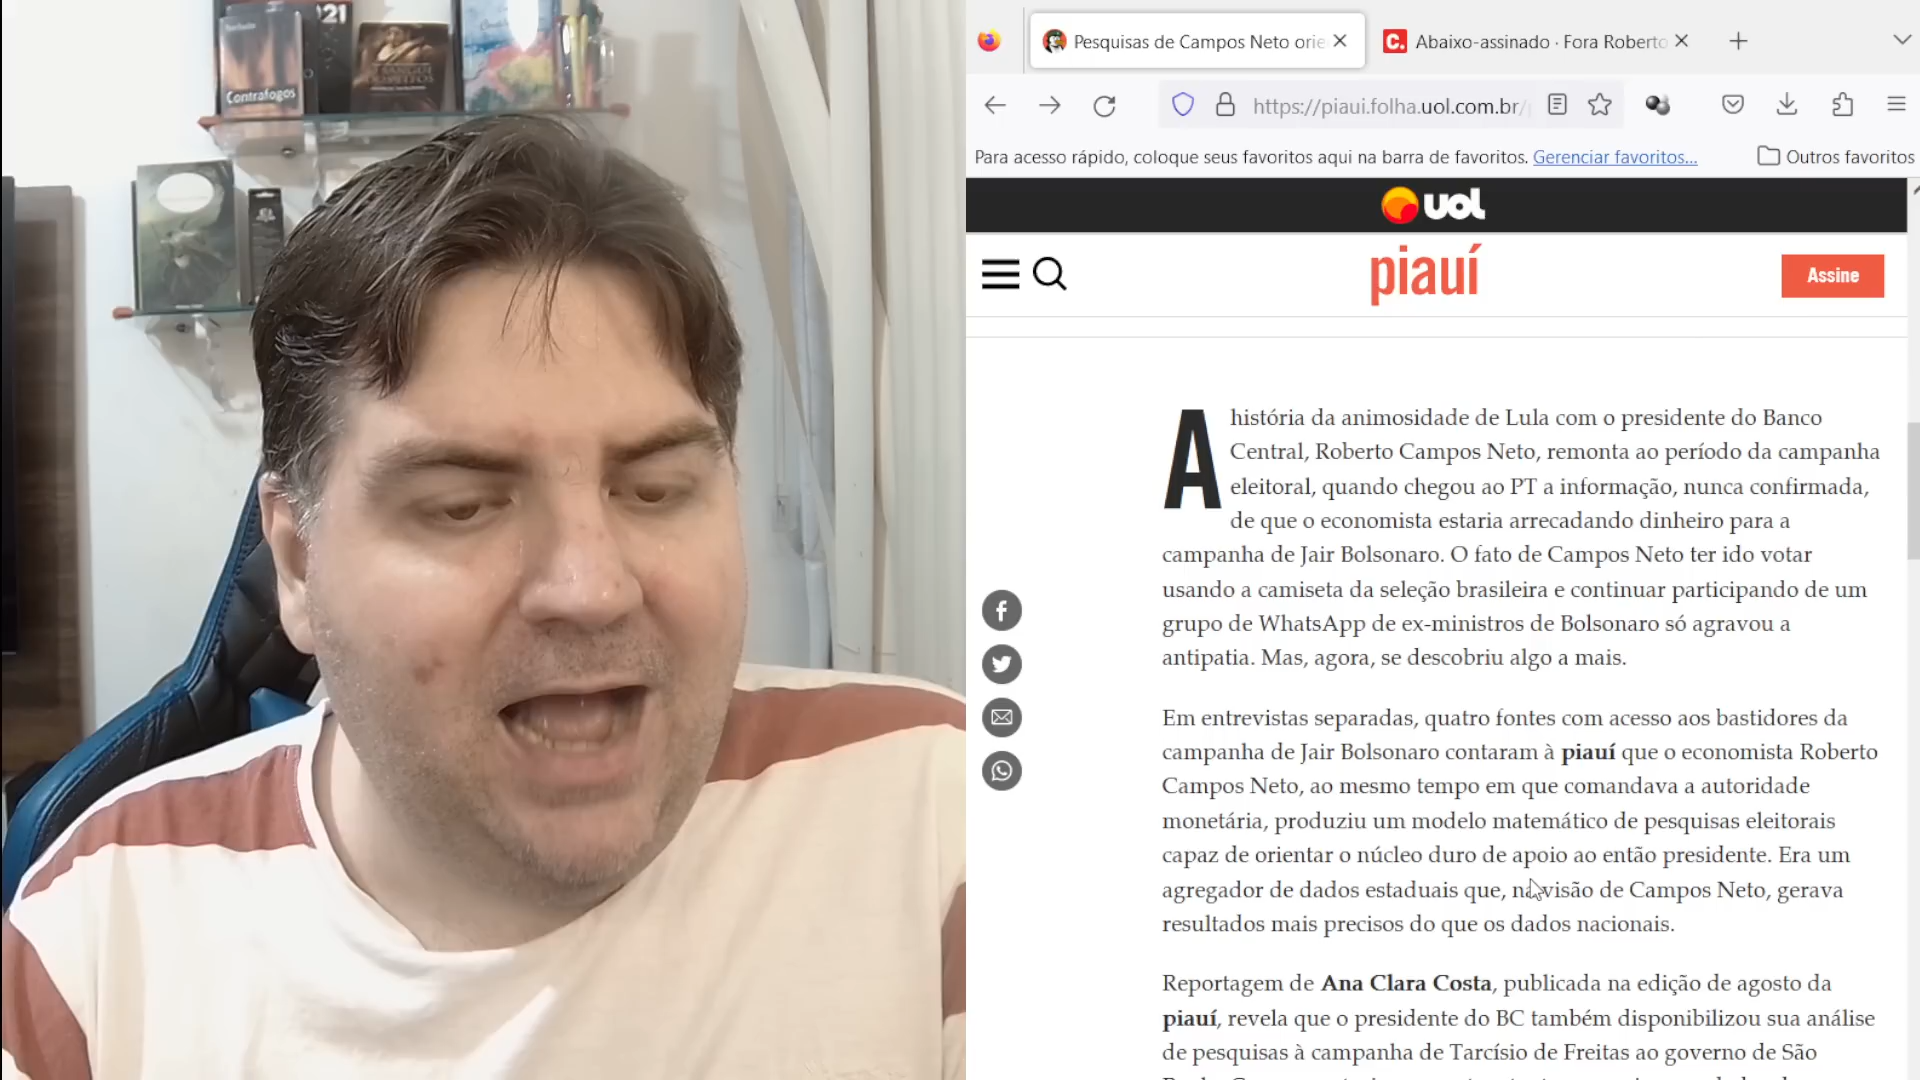 21
Contrafogos
Pesquisas de Campos Neto orie
Abaixo-assinado · Fora Roberto
https://piaui.folha.uol.com.br/
Para acesso rápido, coloque seus favoritos aqui na barra de favoritos. Gerenciar favoritos...
Outros favoritos
uol
piauí
Assine
A história da animosidade de Lula com o presidente do Banco
Central, Roberto Campos Neto, remonta ao período da campanha
eleitoral, quando chegou ao PT a informação, nunca confirmada,
de que o economista estaria arrecadando dinheiro para a
campanha de Jair Bolsonaro. O fato de Campos Neto ter ido votar
usando a camiseta da seleção brasileira e continuar participando de um
grupo de WhatsApp de ex-ministros de Bolsonaro só agravou a
antipatia. Mas, agora, se descobriu algo a mais.
Em entrevistas separadas, quatro fontes com acesso aos bastidores da
campanha de Jair Bolsonaro contaram à piauí que o economista Roberto
Campos Neto, ao mesmo tempo em que comandava a autoridade
monetária, produziu um modelo matemático de pesquisas eleitorais
capaz de orientar o núcleo duro de apoio ao então presidente. Era um
agregador de dados estaduais que, na visão de Campos Neto, gerava
resultados mais precisos do que os dados nacionais.
Reportagem de Ana Clara Costa, publicada na edição de agosto da
piauí, revela que o presidente do BC também disponibilizou sua análise
de pesquisas à campanha de Tarcísio de Freitas ao governo de São